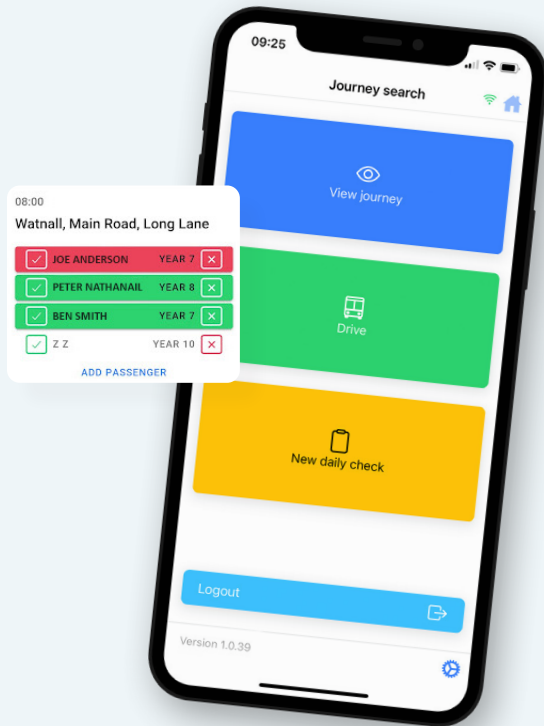 09:25
Journey search
View journey
08:00
Watnall, Main Road, Long Lane
JOE ANDERSON YEAR 7
PETER NATHANAIL YEAR 8
BEN SMITH YEAR 7
Z Z YEAR 10
ADD PASSENGER
Drive
New daily check
Logout
Version 1.0.39